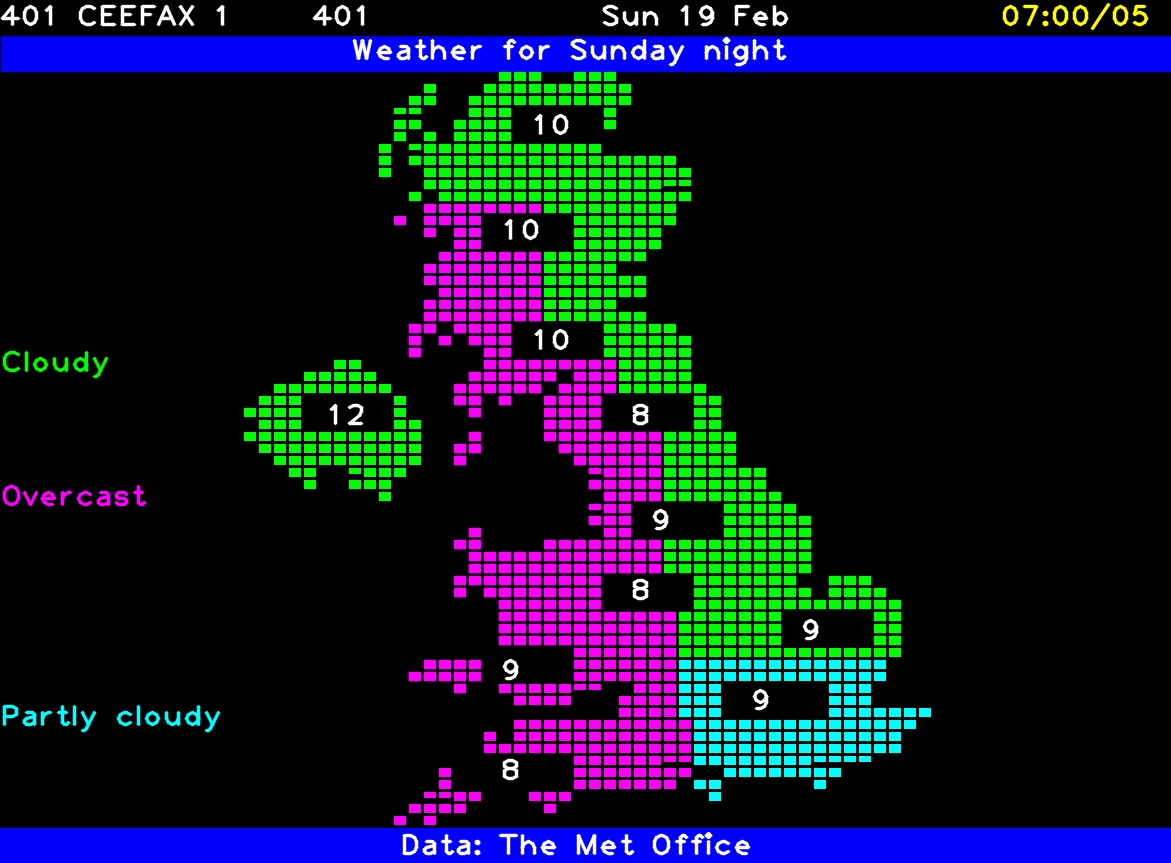 401 CEEFAX 1 401 Sun 19 Feb 07:00/05
Weather for Sunday night
10
10
10
Cloudy
12 8
Overcast
9
8
9
9
9
Partly cloudy
8
Data: The Met Office